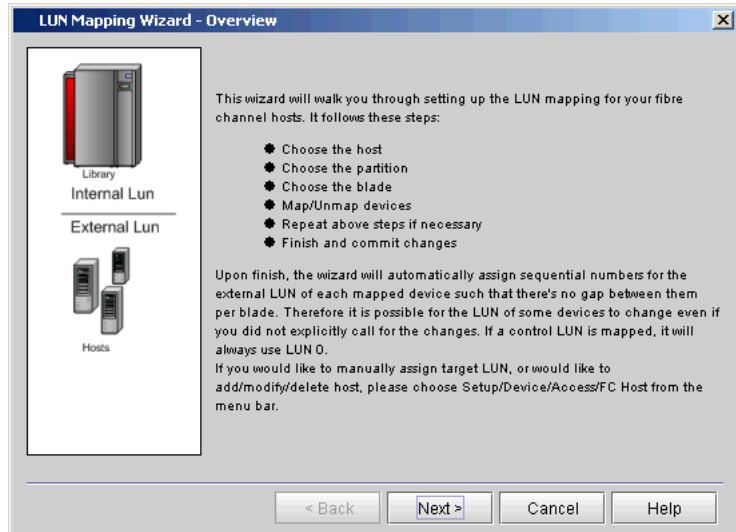 LUN Mapping Wizard - Overview
Library
Internal Lun
External Lun
Hosts
This wizard will walk you through setting up the LUN mapping for your fibre
channel hosts. It follows these steps:
Choose the host
Choose the partition
Choose the blade
Map/Unmap devices
Repeat above steps if necessary
Finish and commit changes
Upon finish, the wizard will automatically assign sequential numbers for the
external LUN of each mapped device such that there's no gap between them
per blade. Therefore it is possible for the LUN of some devices to change even if
you did not explicitly call for the changes. If a control LUN is mapped, it will
always use LUN 0.
If you would like to manually assign target LUN, or would like to
add/modify/delete host, please choose Setup/Device/Access/FC Host from the
menu bar.
< Back Next > Cancel Help